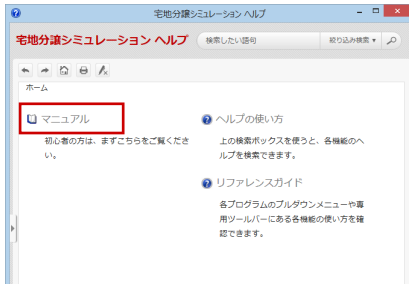 宅地分譲シミュレーション ヘルプ
宅地分譲シミュレーション ヘルプ
検索したい語句
絞り込み検索
ホーム
マニュアル
初心者の方は、まずこちらをご覧くださ
い。
ヘルプの使い方
上の検索ボックスを使うと、各機能のヘ
ルプを検索できます。
リファレンスガイド
各プログラムのプルダウンメニューや専
用ツールバーにある各機能の使い方を確
認できます。